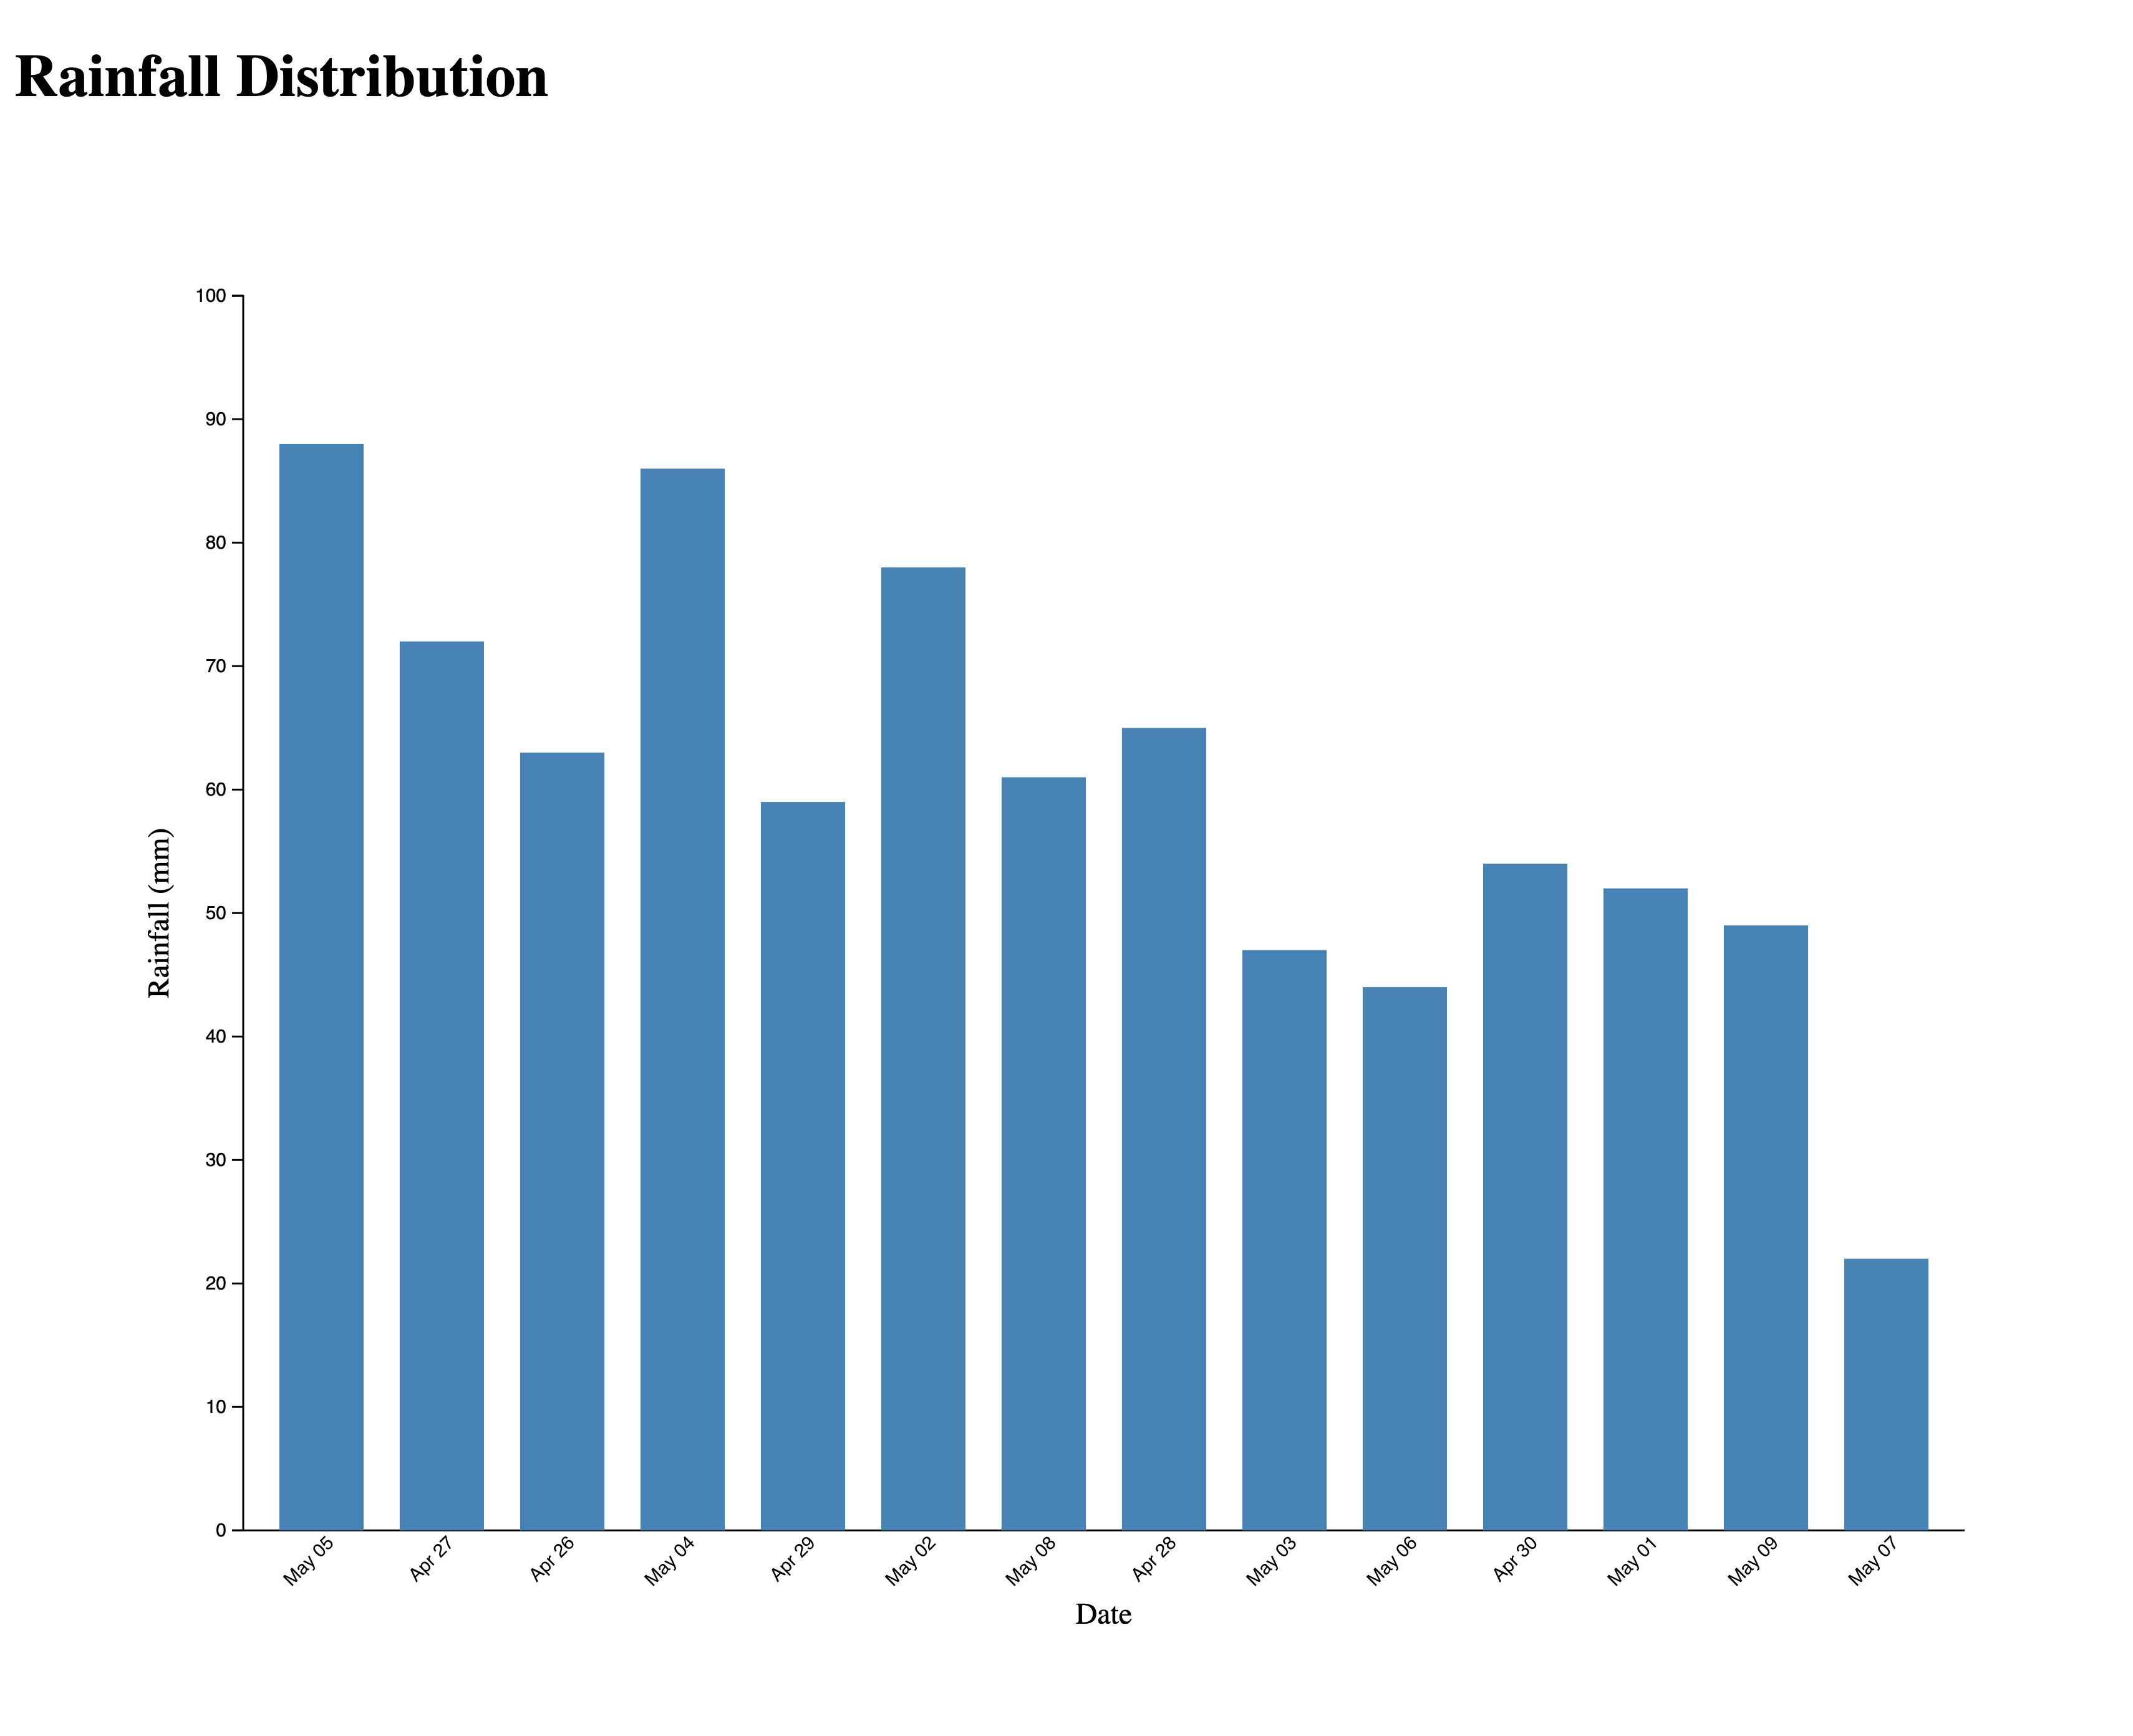 Rainfall Distribution
100
90
80
70
60
50
40
30
20
10
0
Rainfall (mm)
May 05
Apr 27
Apr 26
May 04
Apr 29
May 02
May 08
Apr 28
May 03
May 06
Apr 30
May 01
May 09
May 07
Date